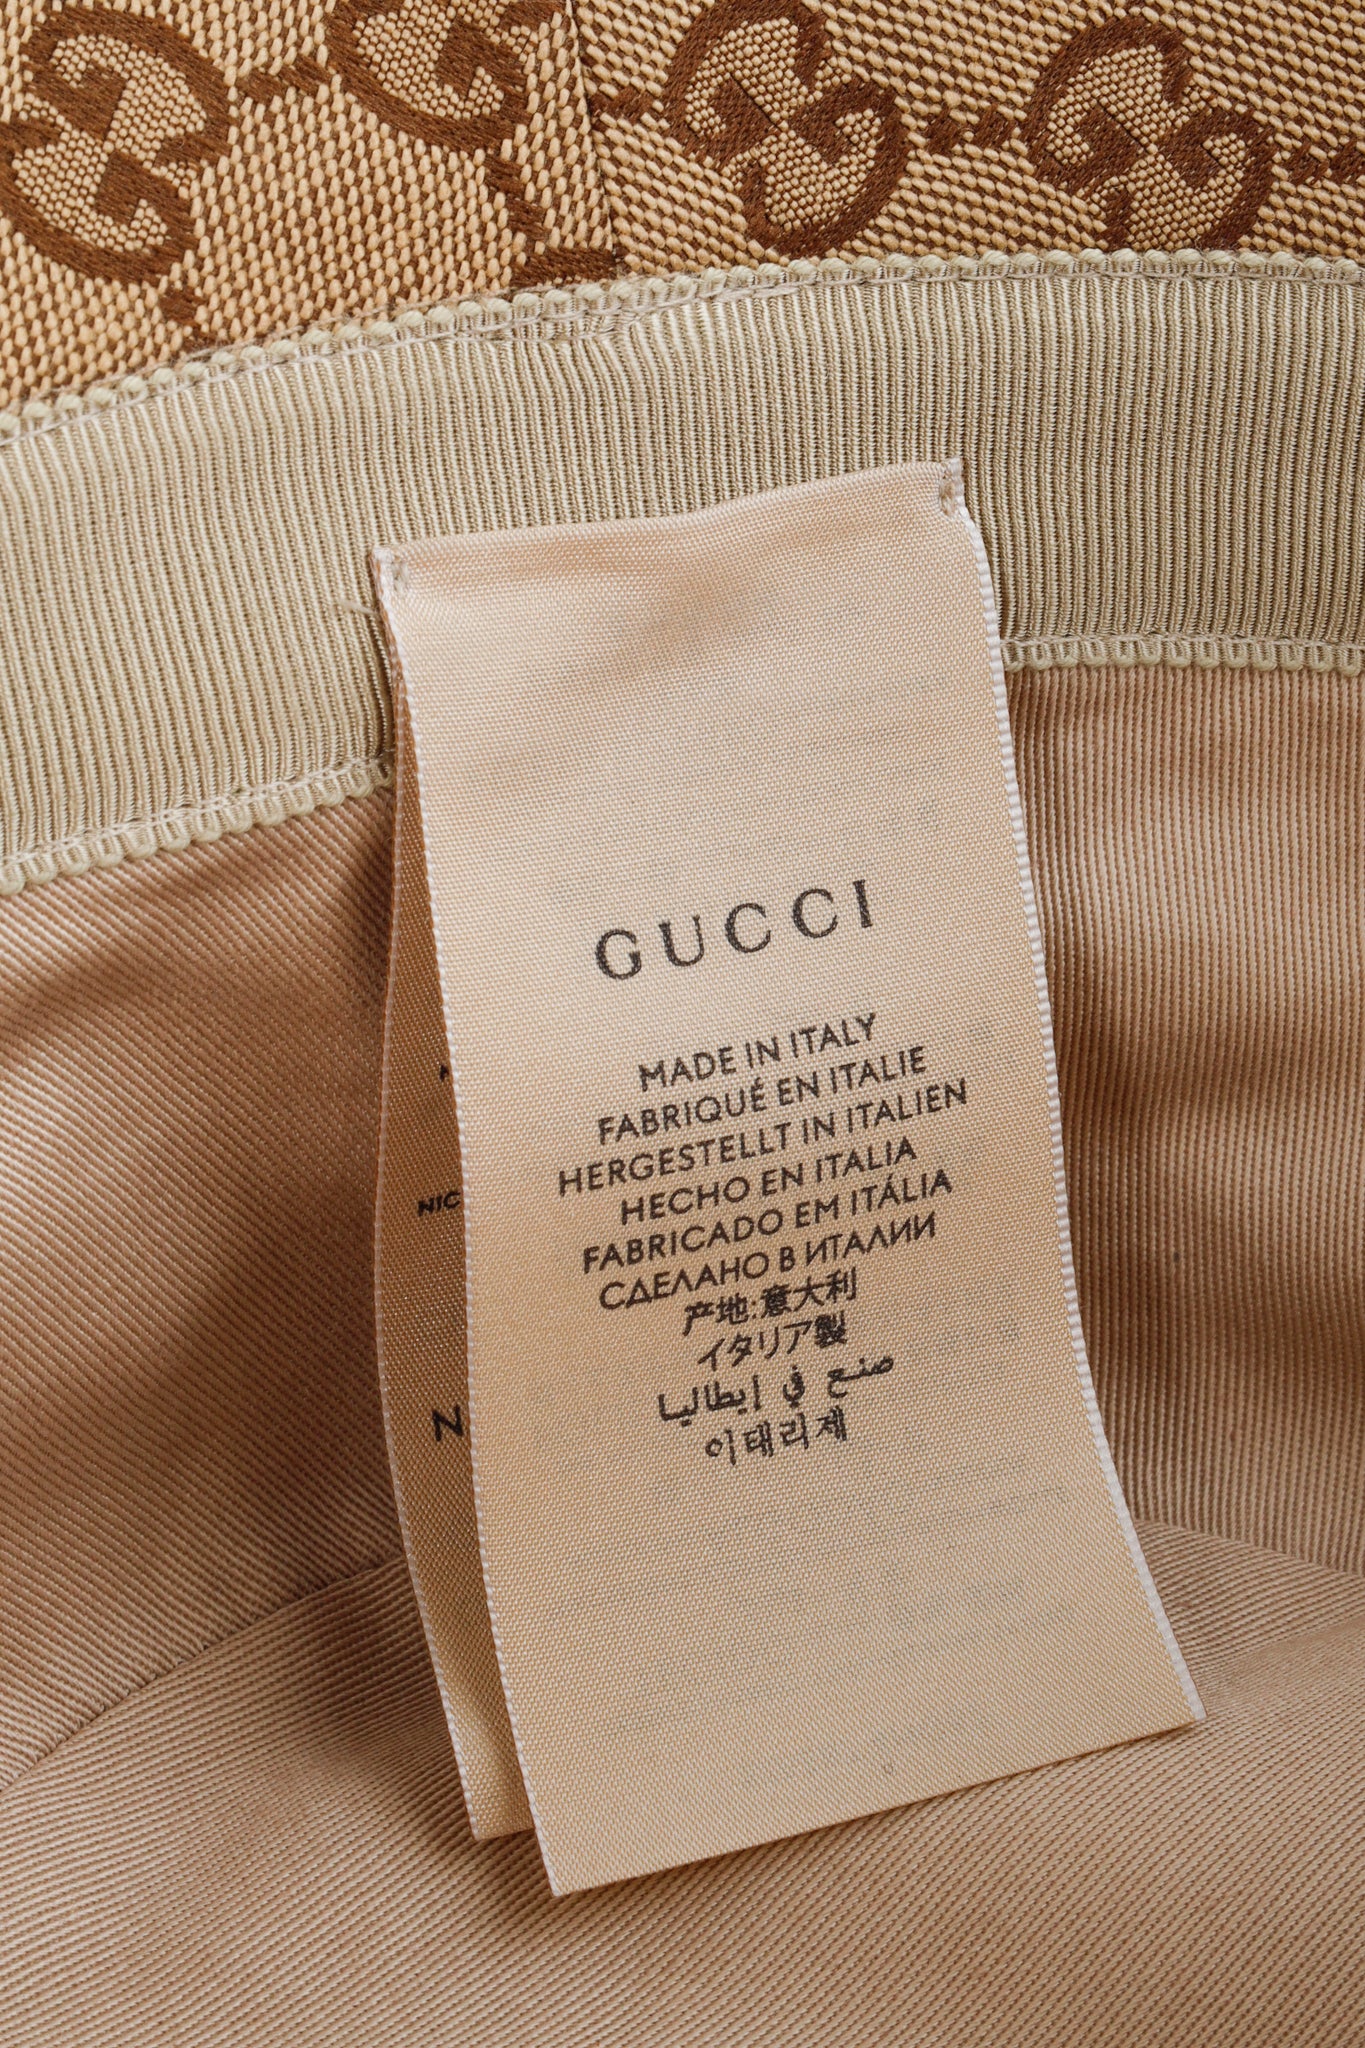 GUCCI
MADE IN ITALY
FABRIQUÉ EN ITALIE
HERGESTELLT IN ITALIEN
HECHO EN ITALIA
FABRICADO EM ITÁLIA
СДЕЛАНО В ИТАЛИИ
产地:意大利
イタリア製
صنع في إيطاليا
이태리제
NIC
N